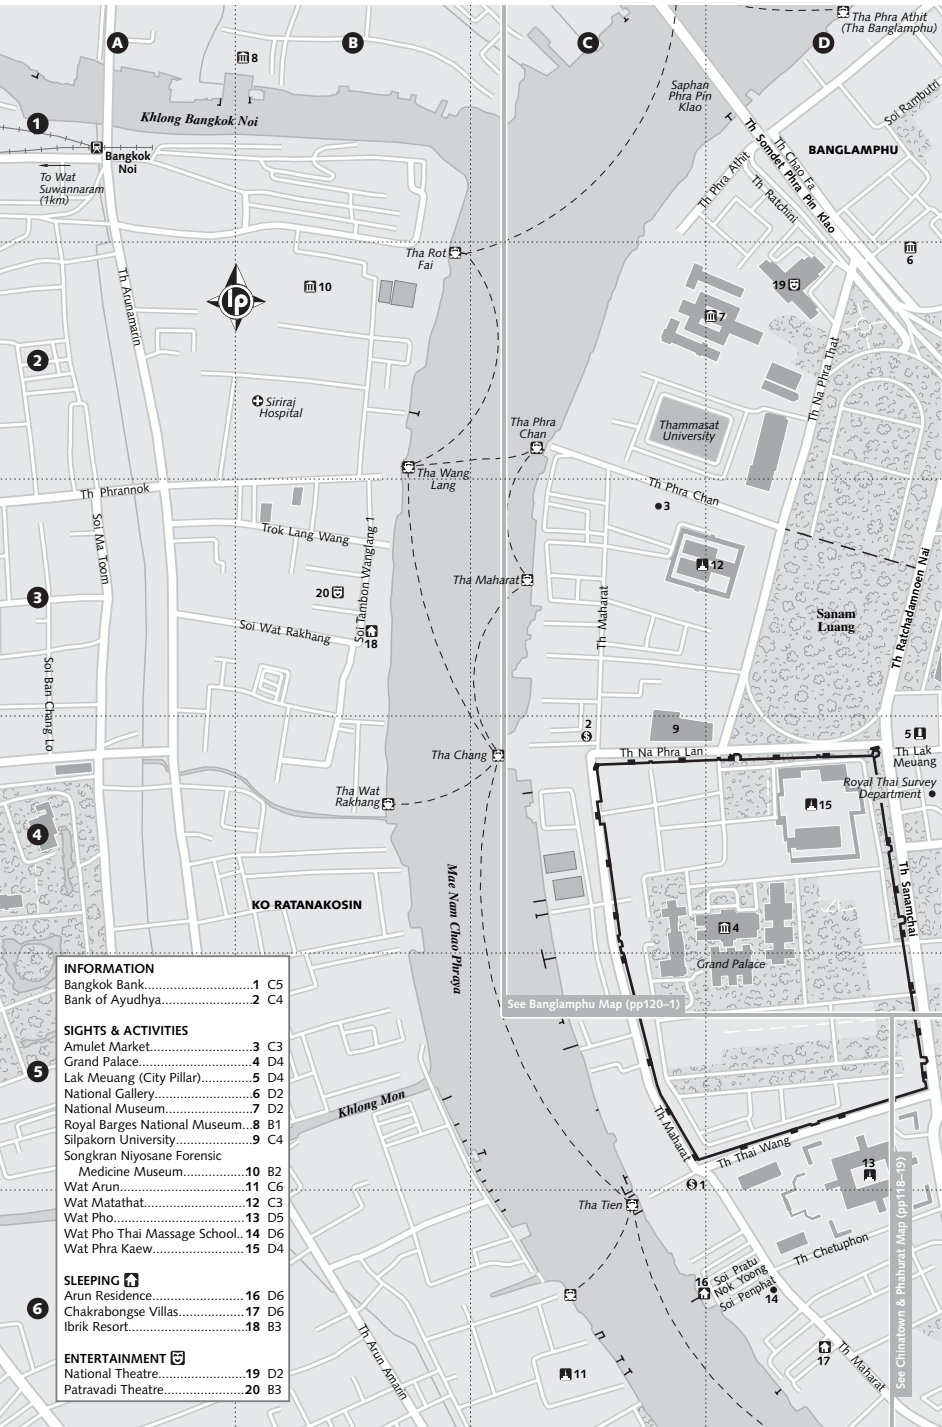 A
B
C
D
Tha Phra Athit
(Tha Banglamphu)
8
Khlong Bangkok Noi
Saphan
Phra Pin
Klao
Soi Rambutri
1
Bangkok
Noi
To Wat
Suwannaram
(1km)
BANGLAMPHU
Th Chao Fa
Th Somdet Phra Pin Klao
Th Phra Athit
Th Ratchini
6
Tha Rot
Fai
10
19
lp
7
Th Arunamarin
2
Siriraj
Hospital
Th Na Phra That
Tha Phra
Chan
Thammasat
University
Tha Wang
Lang
Th Phrannok
Th Phra Chan
3
Soi Ma Toom
Trok Lang Wang
Soi Tambon Wanglang 1
12
Tha Maharat
3
20
Th Maharat
Sanam
Luang
Th Ratchadamnoen Nai
Soi Wat Rakhang
18
Soi Ban Chang Lo
2
9
5
Tha Chang
Th Na Phra Lan
Th Lak
Meuang
Tha Wat
Rakhang
Royal Thai Survey
Department
15
4
Th Sanamchai
KO RATANAKOSIN
Mae Nam Chao Phraya
4
Grand Palace
See Banglamphu Map (pp120–1)
INFORMATION
Bangkok Bank..........................1 C5
Bank of Ayudhya......................2 C4
SIGHTS & ACTIVITIES
Amulet Market.........................3 C3
Grand Palace...........................4 D4
Lak Meuang (City Pillar)............5 D4
National Gallery.......................6 D2
National Museum.....................7 D2
Royal Barges National Museum...8 B1
Silpakorn University..................9 C4
Songkran Niyosane Forensic
Medicine Museum.............10 B2
Wat Arun..............................11 C6
Wat Matathat.......................12 C3
Wat Pho...............................13 D5
Wat Pho Thai Massage School..14 D6
Wat Phra Kaew......................15 D4
SLEEPING
Arun Residence.....................16 D6
Chakrabongse Villas...............17 D6
Ibrik Resort...........................18 B3
ENTERTAINMENT
National Theatre....................19 D2
Patravadi Theatre...................20 B3
5
Khlong Mon
Th Maharat
Th Thai Wang
13
1
Tha Tien
See Chinatown & Phahurat Map (pp118–19)
Th Chetuphon
Soi Pratu
Nok Yoong
Soi Penphat
16
14
6
Th Arun Amarin
11
17
Th Maharat